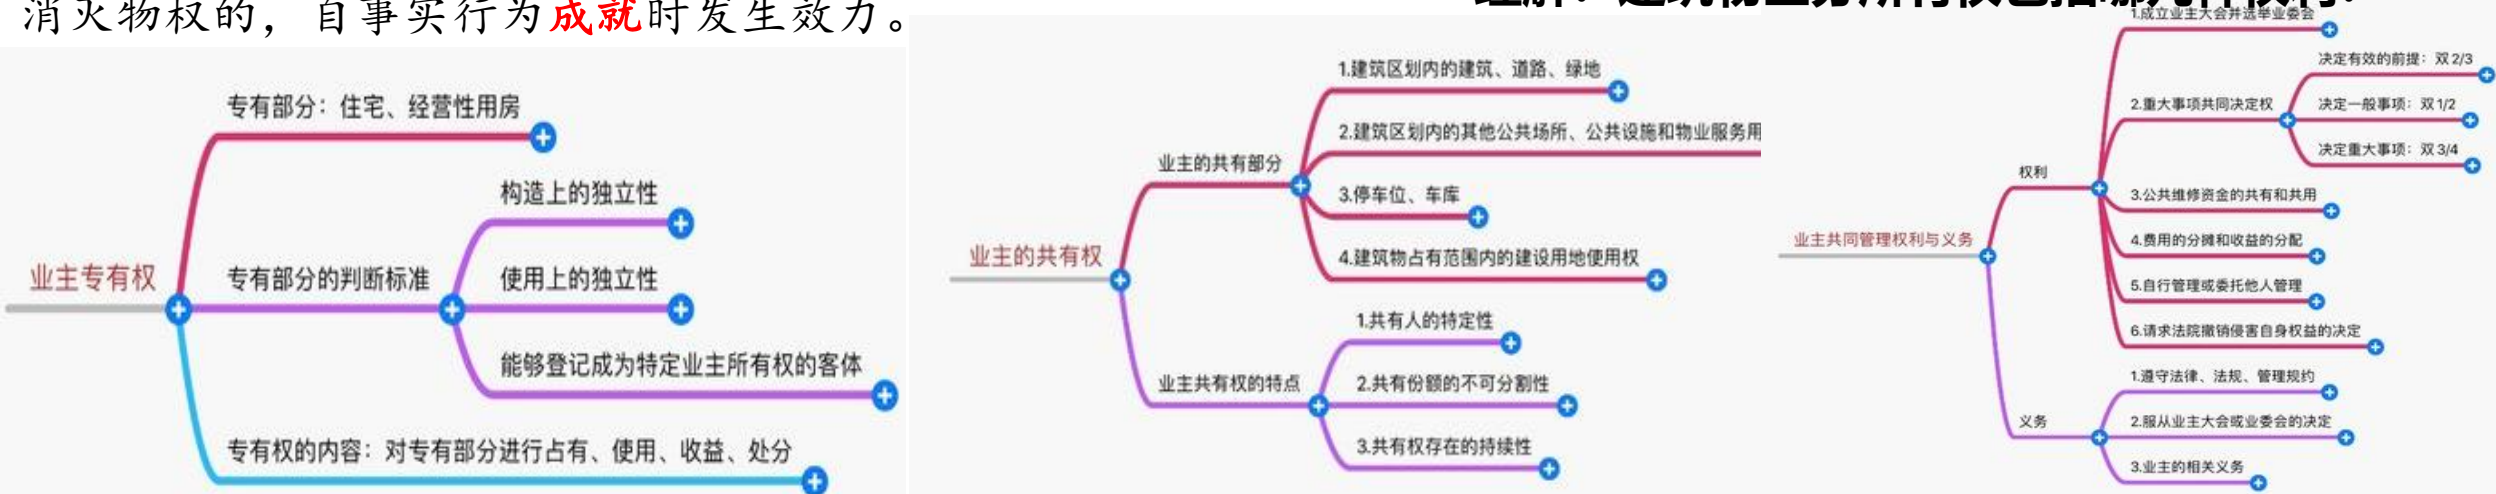 消灭物权的，自事实行为成就时发生效力。
专有部分：住宅、经营性用房
构造上的独立性
业主专有权
专有部分的判断标准
使用上的独立性
能够登记成为特定业主所有权的客体
专有权的内容：对专有部分进行占有、使用、收益、处分
1.建筑区划内的建筑、道路、绿地
2.建筑区划内的其他公共场所、公共设施和物业服务用
业主的共有部分
3.停车位、车库
业主的共有权
4.建筑物占有范围内的建设用地使用权
1.共有人的特定性
业主共有权的特点
2.共有份额的不可分割性
3.共有权存在的持续性
1.成立业主大会并选举业委会
决定有效的前提：双2/3
2.重大事项共同决定权
决定一般事项：双1/2
决定重大事项：双3/4
权利
3.公共维修资金的共有和共用
业主共同管理权利与义务
4.费用的分摊和收益的分配
5.自行管理或委托他人管理
6.请求法院撤销侵害自身权益的决定
1.遵守法律、法规、管理规约
义务
2.服从业主大会或业委会的决定
3.业主的相关义务